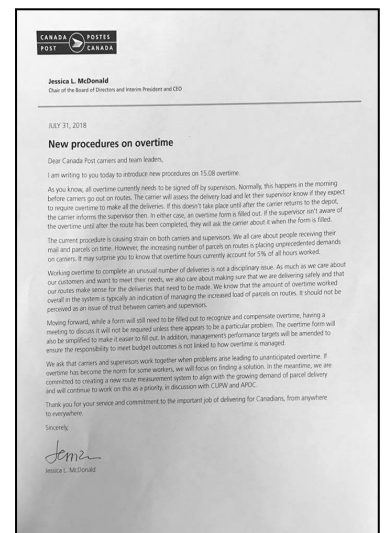 CANADA POSTES
POST CANADA
Jessica L. McDonald
Chair of the Board of Directors and Interim President and CEO
JULY 31, 2018
New procedures on overtime
Dear Canada Post carriers and team leaders,
I am writing to you today to introduce new procedures on 15.08 overtime.
As you know, all overtime currently needs to be signed off by supervisors. Normally, this happens in the morning
before carriers go out on routes. The carrier will assess the delivery load and let their supervisor know if they expect
to require overtime to make all the deliveries. If this doesn't take place until after the carrier returns to the depot,
the carrier informs the supervisor then. In either case, an overtime form is filled out. If the supervisor isn't aware of
the overtime until after the route has been completed, they will ask the carrier about it when the form is filled.
The current procedure is causing strain on both carriers and supervisors. We all care about people receiving their
mail and parcels on time. However, the increasing number of parcels on routes is placing unprecedented demands
on carriers. It may surprise you to know that overtime hours currently account for 5% of all hours worked.
Working overtime to complete an unusual number of deliveries is not a disciplinary issue. As much as we care about
our customers and want to meet their needs, we also care about making sure that we are delivering safely and that
our routes make sense for the deliveries that need to be made. We know that the amount of overtime worked
overall in the system is typically an indication of managing the increased load of parcels on routes. It should not be
perceived as an issue of trust between carriers and supervisors.
Moving forward, while a form will still need to be filled out to recognize and compensate overtime, having a
meeting to discuss it will not be required unless there appears to be a particular problem. The overtime form will
also be simplified to make it easier to fill out. In addition, management's performance targets will be amended to
ensure the responsibility to meet budget outcomes is not linked to how overtime is managed.
We ask that carriers and supervisors work together when problems arise leading to unanticipated overtime. If
overtime has become the norm for some workers, we will focus on finding a solution. In the meantime, we are
committed to creating a new route measurement system to align with the growing demand of parcel delivery
and will continue to work on this as a priority, in discussion with CUPW and APOC.
Thank you for your service and commitment to the important job of delivering for Canadians, from anywhere
to everywhere.
Sincerely,
Jessica L. McDonald